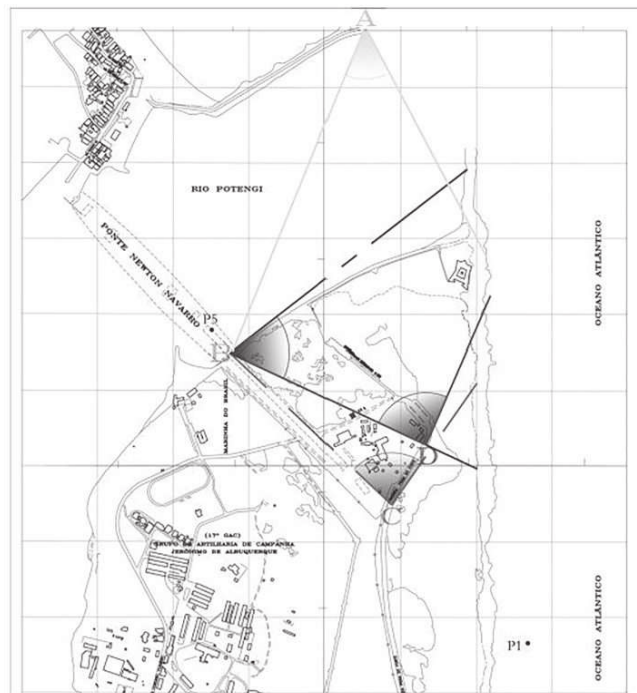 A
RIO POTENGI
PONTE NEWTON NAVARRO
OCEANO ATLÂNTICO
P5
B
MARINHA DO BRASIL
D
C
(17º GAC)
GRUPO DE ARTILHARIA DE CAMPANHA
JERÔNIMO DE ALBUQUERQUE
OCEANO ATLÂNTICO
P1